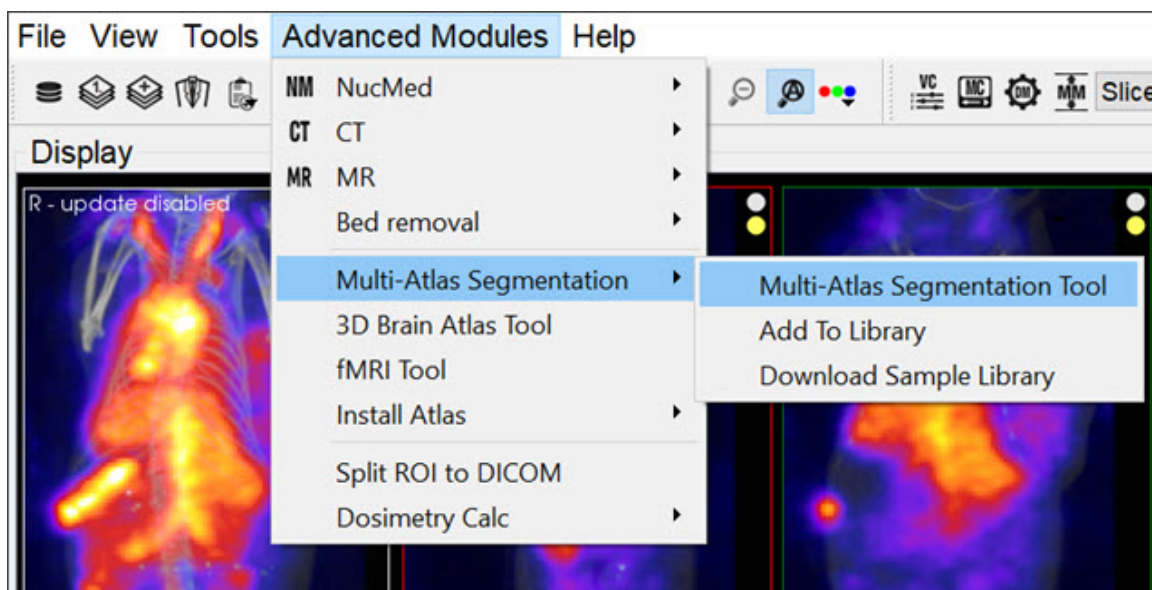 File View Tools Advanced Modules Help
1 + NM NucMed A VC MC DM MM Slice
CT CT
Display
MR MR
R - update disabled
Bed removal
Multi-Atlas Segmentation
Multi-Atlas Segmentation Tool
3D Brain Atlas Tool
Add To Library
fMRI Tool
Download Sample Library
Install Atlas
Split ROI to DICOM
Dosimetry Calc